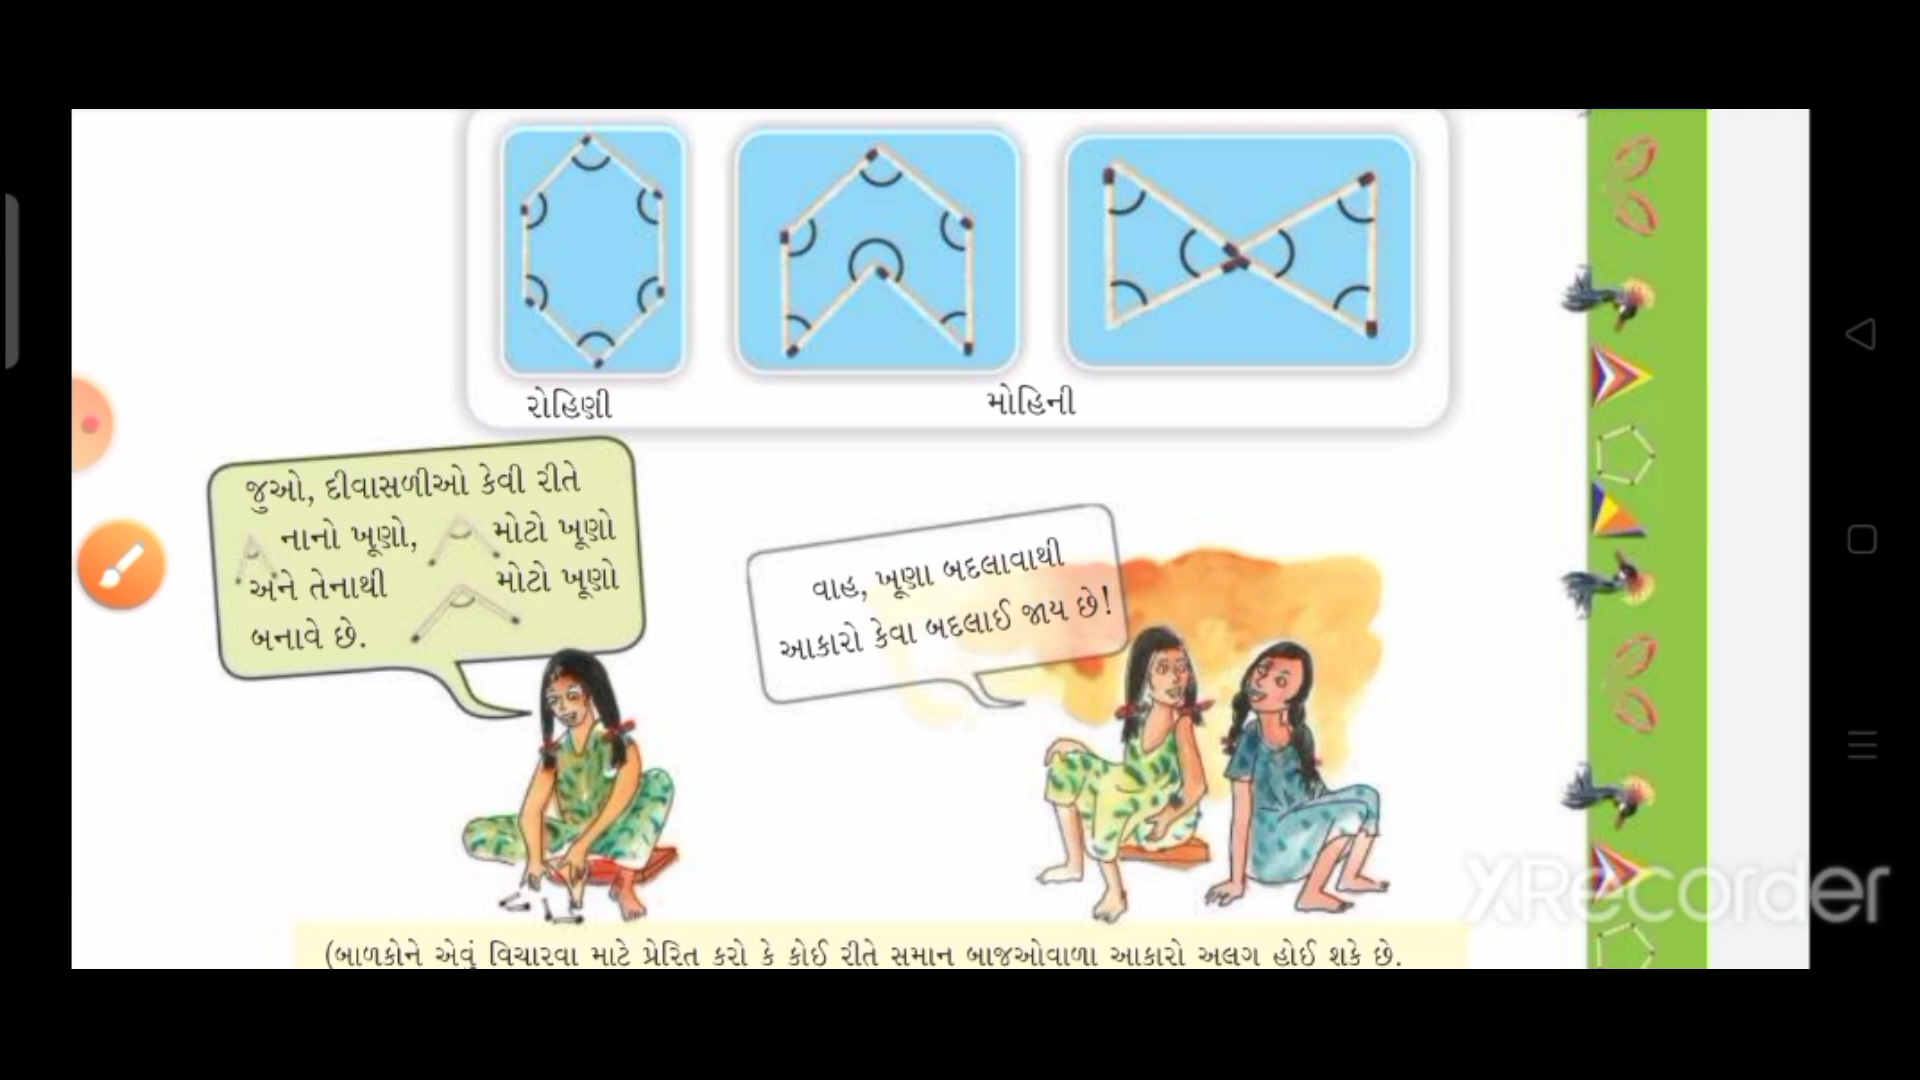 રોહિણી
મોહિની
જુઓ, દીવાસળીઓ કેવી રીતે
નાનો ખૂણો, મોટો ખૂણો
અને તેનાથી મોટો ખૂણો
બનાવે છે.
વાહ, ખૂણા બદલાવાથી
આકારો કેવા બદલાઈ જાય છે!
(બાળકોને એવું વિચારવા માટે પ્રેરિત કરો કે કોઈ રીતે સમાન બાજુઓવાળા આકારો અલગ હોઈ શકે છે.
XRecorder